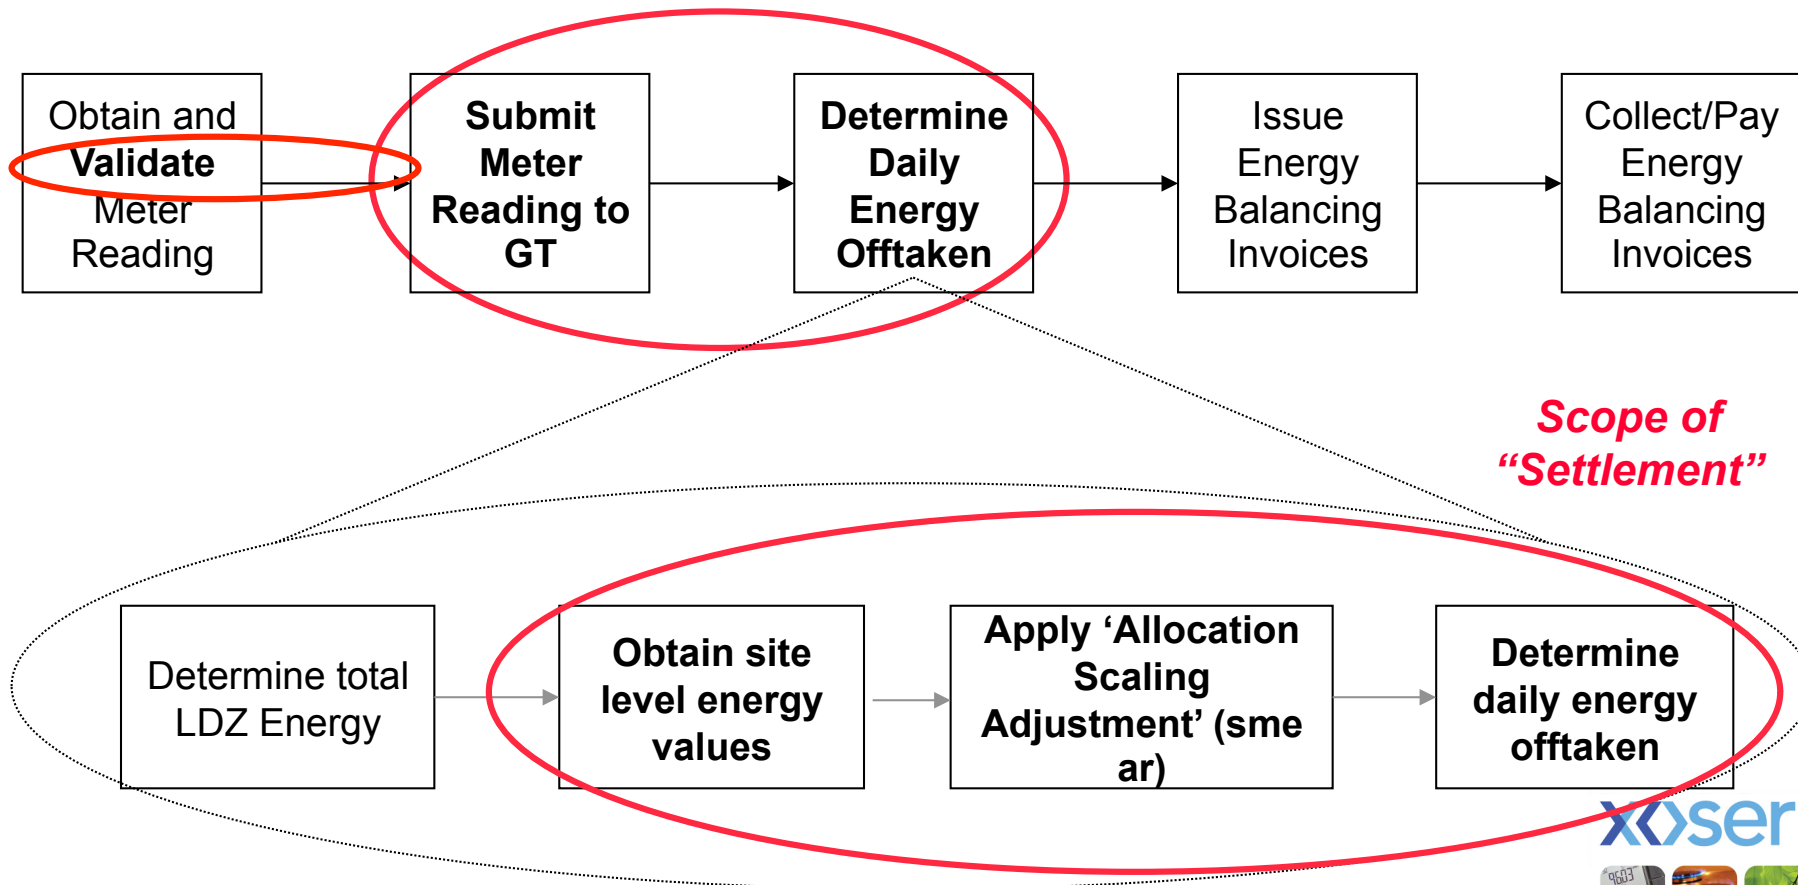 Obtain and
Validate
Meter
Reading
Submit
Meter
Reading to
GT
Determine
Daily
Energy
Offtaken
Issue
Energy
Balancing
Invoices
Collect/Pay
Energy
Balancing
Invoices
Scope of
“Settlement”
Determine total
LDZ Energy
Obtain site
level energy
values
Apply ‘Allocation
Scaling
Adjustment’ (sme
ar)
Determine
daily energy
offtaken
xoser